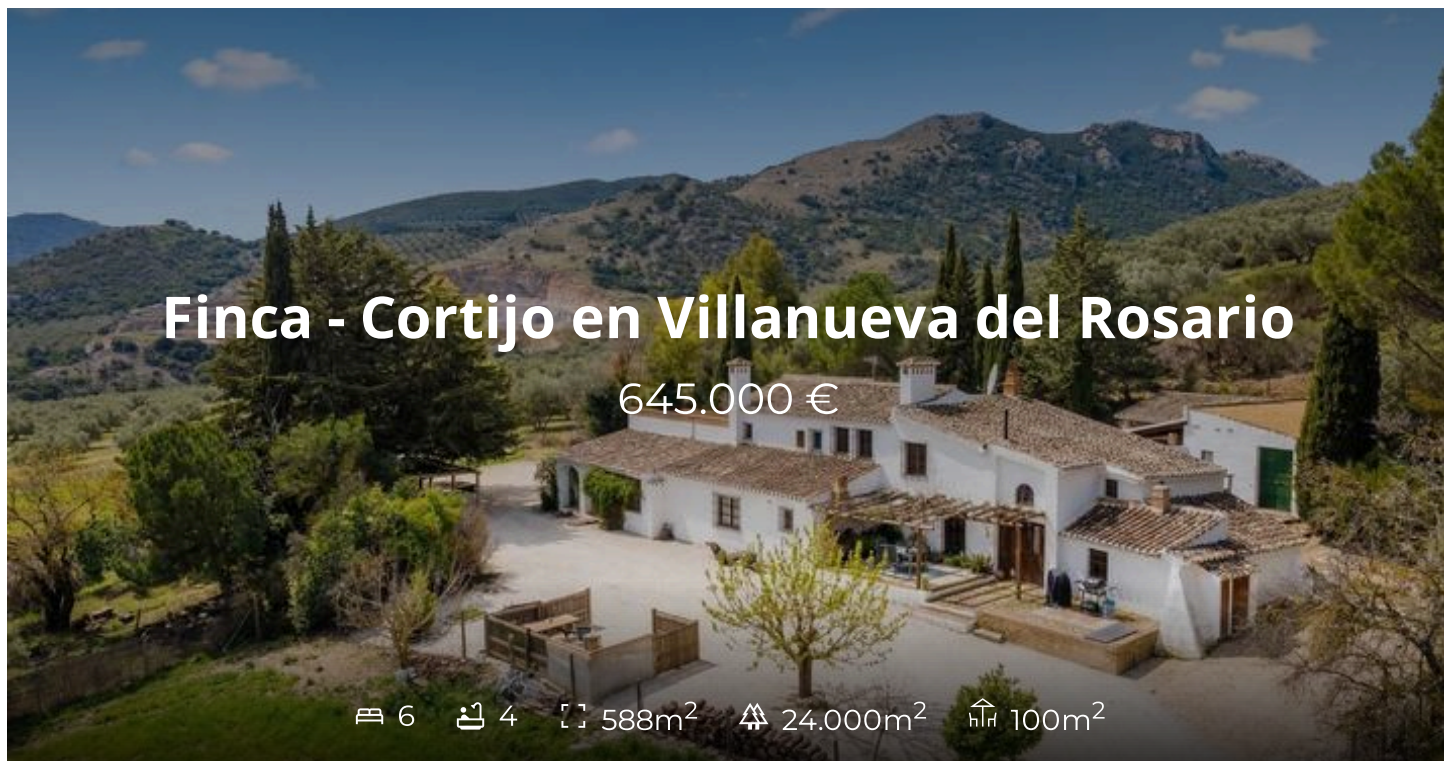 Finca - Cortijo en Villanueva del Rosario
645.000 €
6 4 588m² 24.000m² 100m²